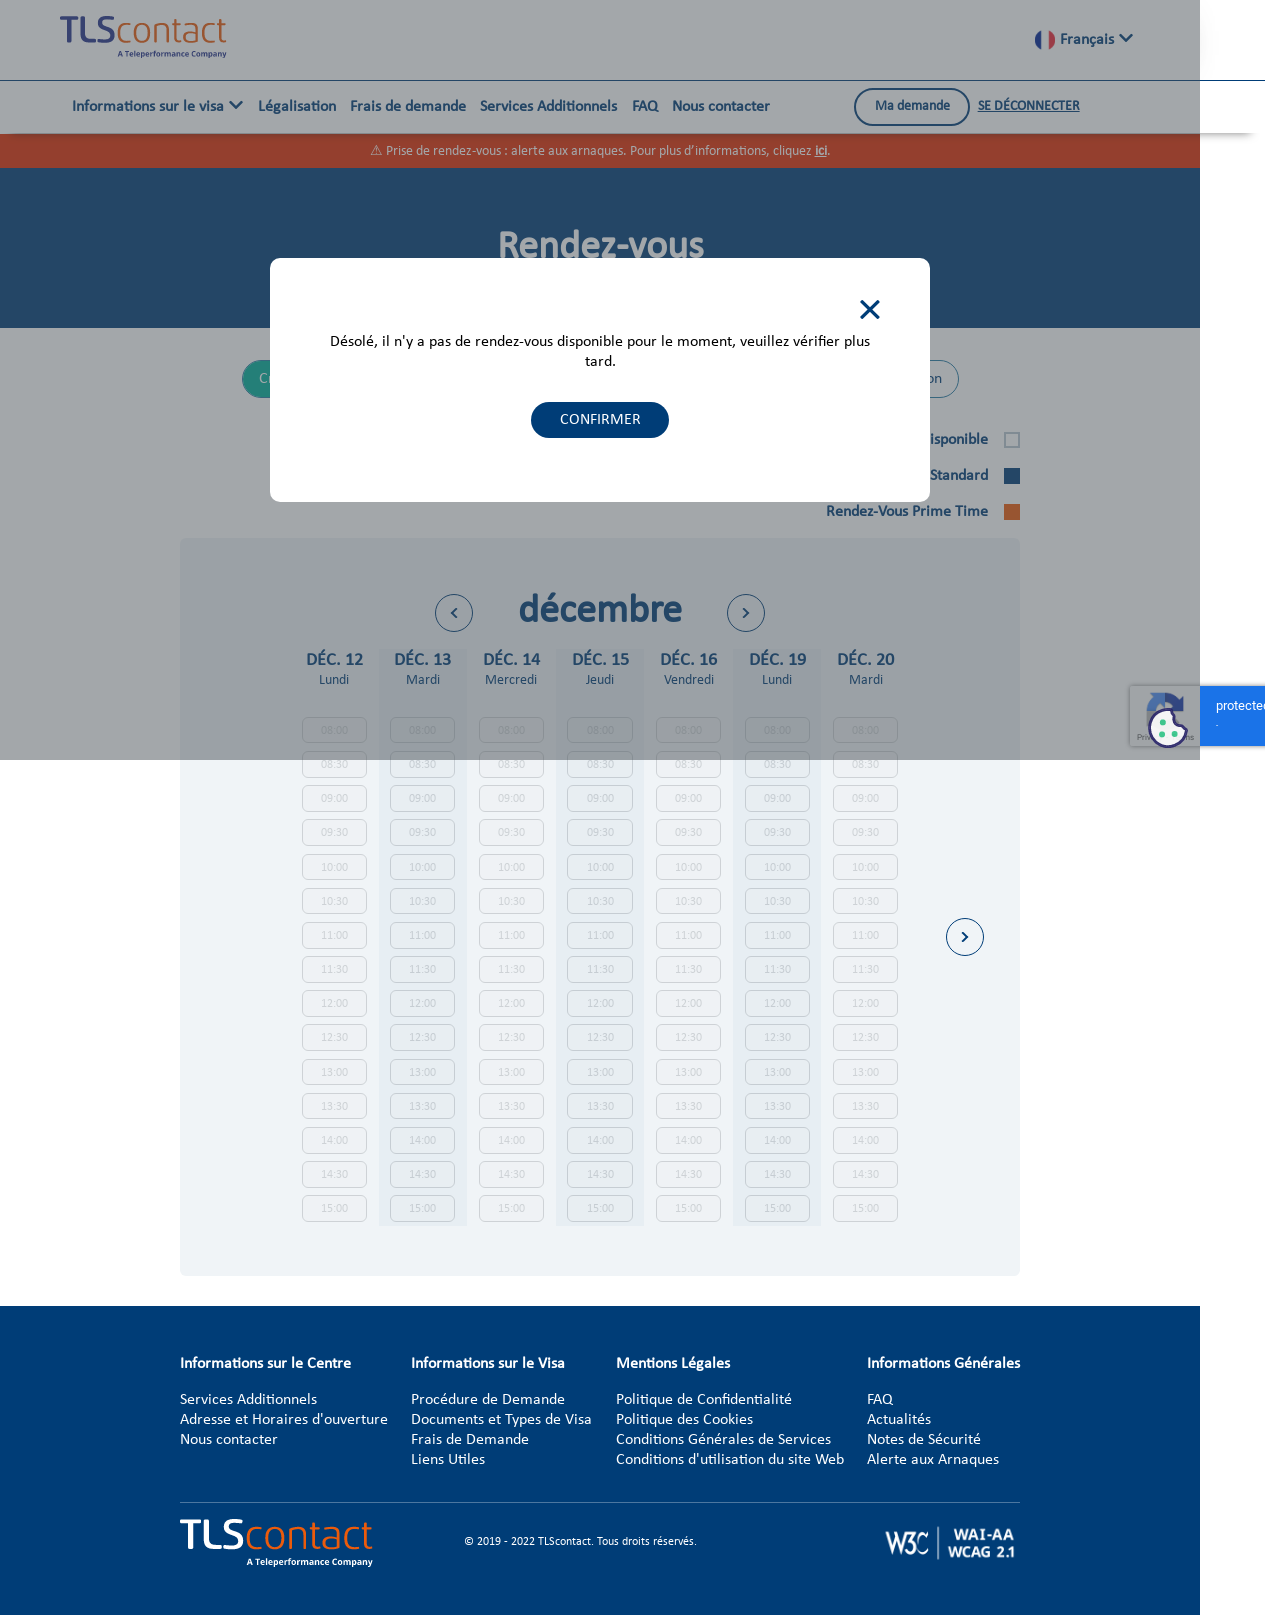 TLScontact
A Teleperformance Company
Français
Informations sur le visa Légalisation Frais de demande Services Additionnels FAQ Nous contacter Ma demande SE DÉCONNECTER
⚠ Prise de rendez-vous : alerte aux arnaques. Pour plus d’informations, cliquez ici.
Rendez-vous
Désolé, il n'y a pas de rendez-vous disponible pour le moment, veuillez vérifier plus
tard.
CONFIRMER
Standard
Rendez-Vous Prime Time
décembre
DÉC. 12 DÉC. 13 DÉC. 14 DÉC. 15 DÉC. 16 DÉC. 19 DÉC. 20
Lundi Mardi Mercredi Jeudi Vendredi Lundi Mardi
08:00 08:00 08:00 08:00 08:00 08:00 08:00
08:30 08:30 08:30 08:30 08:30 08:30 08:30
09:00 09:00 09:00 09:00 09:00 09:00 09:00
09:30 09:30 09:30 09:30 09:30 09:30 09:30
10:00 10:00 10:00 10:00 10:00 10:00 10:00
10:30 10:30 10:30 10:30 10:30 10:30 10:30
11:00 11:00 11:00 11:00 11:00 11:00 11:00
11:30 11:30 11:30 11:30 11:30 11:30 11:30
12:00 12:00 12:00 12:00 12:00 12:00 12:00
12:30 12:30 12:30 12:30 12:30 12:30 12:30
13:00 13:00 13:00 13:00 13:00 13:00 13:00
13:30 13:30 13:30 13:30 13:30 13:30 13:30
14:00 14:00 14:00 14:00 14:00 14:00 14:00
14:30 14:30 14:30 14:30 14:30 14:30 14:30
15:00 15:00 15:00 15:00 15:00 15:00 15:00
Informations sur le Centre
Services Additionnels
Adresse et Horaires d'ouverture
Nous contacter
Informations sur le Visa
Procédure de Demande
Documents et Types de Visa
Frais de Demande
Liens Utiles
Mentions Légales
Politique de Confidentialité
Politique des Cookies
Conditions Générales de Services
Conditions d'utilisation du site Web
Informations Générales
FAQ
Actualités
Notes de Sécurité
Alerte aux Arnaques
TLScontact
A Teleperformance Company
© 2019 - 2022 TLScontact. Tous droits réservés.
W3C WAI-AA
WCAG 2.1